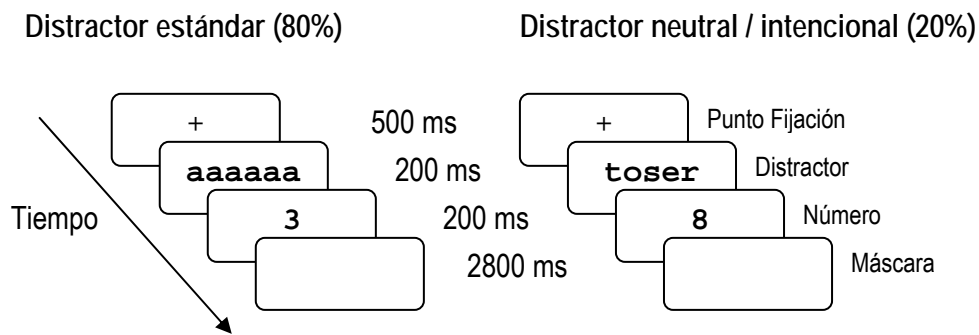 Distractor estándar (80%)
Distractor neutral / intencional (20%)
+
500 ms
+
Punto Fijación
aaaaaa
200 ms
toser
Distractor
Tiempo
3
200 ms
8
Número
2800 ms
Máscara